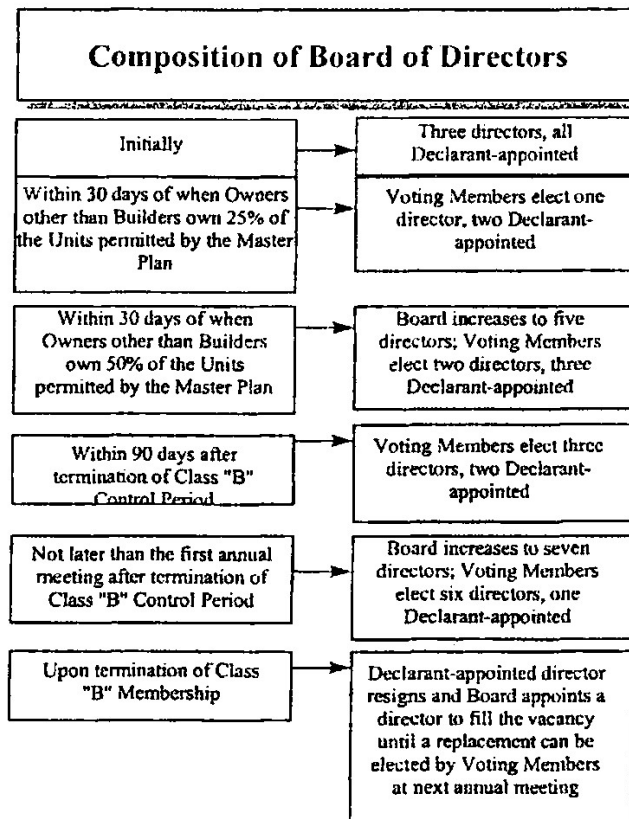 Composition of Board of Directors
Initially
Three directors, all
Declarant-appointed
Within 30 days of when Owners
other than Builders own 25% of
the Units permitted by the Master
Plan
Voting Members elect one
director, two Declarant-
appointed
Within 30 days of when
Owners other than Builders
own 50% of the Units
permitted by the Master Plan
Board increases to five
directors; Voting Members
elect two directors, three
Declarant-appointed
Within 90 days after
termination of Class "B"
Control Period
Voting Members elect three
directors, two Declarant-
appointed
Not later than the first annual
meeting after termination of
Class "B" Control Period
Board increases to seven
directors; Voting Members
elect six directors, one
Declarant-appointed
Upon termination of Class
"B" Membership
Declarant-appointed director
resigns and Board appoints a
director to fill the vacancy
until a replacement can be
elected by Voting Members
at next annual meeting